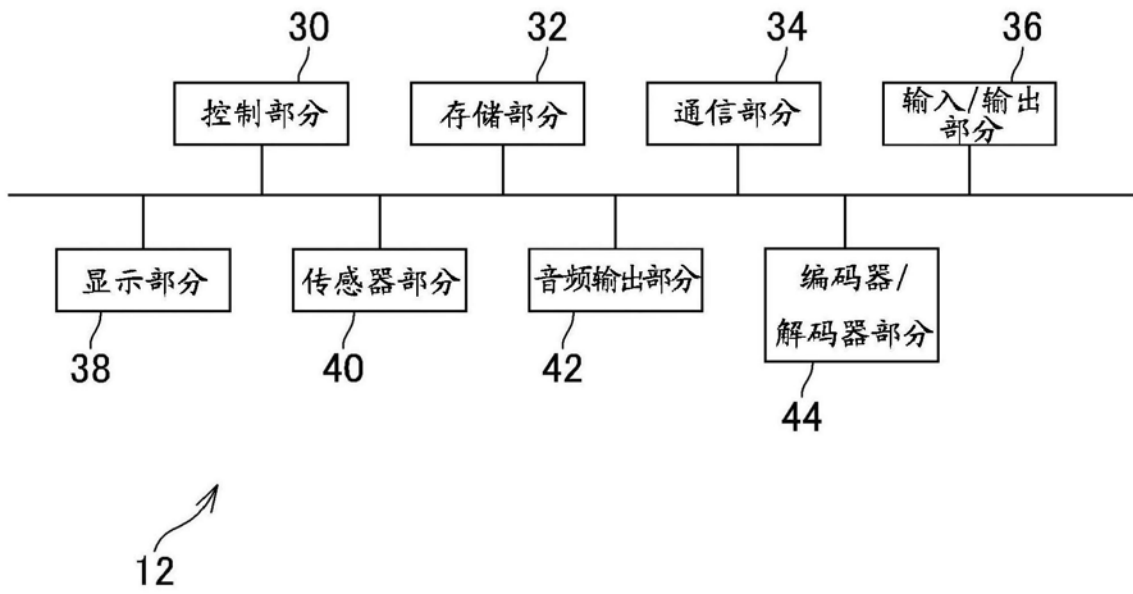 30
32
34
36
控制部分
存储部分
通信部分
输入/输出
部分
显示部分
传感器部分
音频输出部分
编码器/
解码器部分
38
40
42
44
12